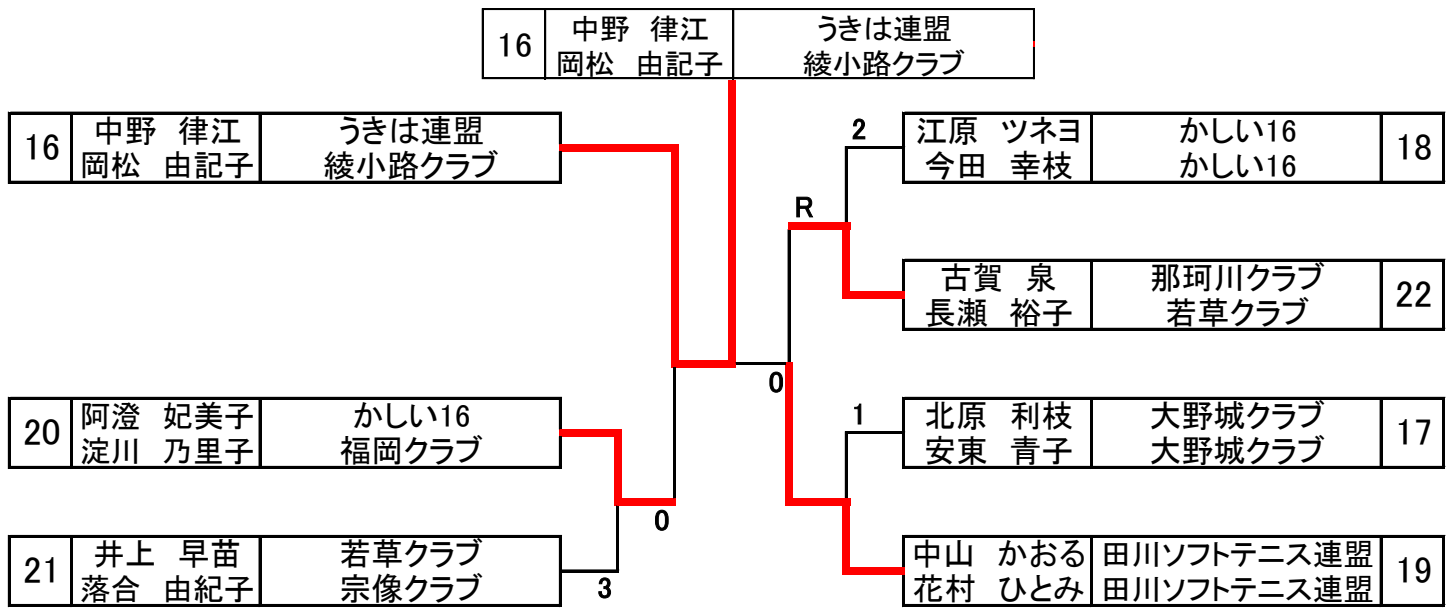 16 中野 律江 うきは連盟
岡松 由記子 綾小路クラブ
16 中野 律江 うきは連盟
岡松 由記子 綾小路クラブ
20 阿澄 妃美子 かしい16
淀川 乃里子 福岡クラブ
0
21 井上 早苗 若草クラブ
落合 由紀子 宗像クラブ
3
2
江原 ツネヨ かしい16 18
今田 幸枝 かしい16
R
古賀 泉 那珂川クラブ 22
長瀬 裕子 若草クラブ
0
1
北原 利枝 大野城クラブ 17
安東 青子 大野城クラブ
中山 かおる 田川ソフトテニス連盟 19
花村 ひとみ 田川ソフトテニス連盟